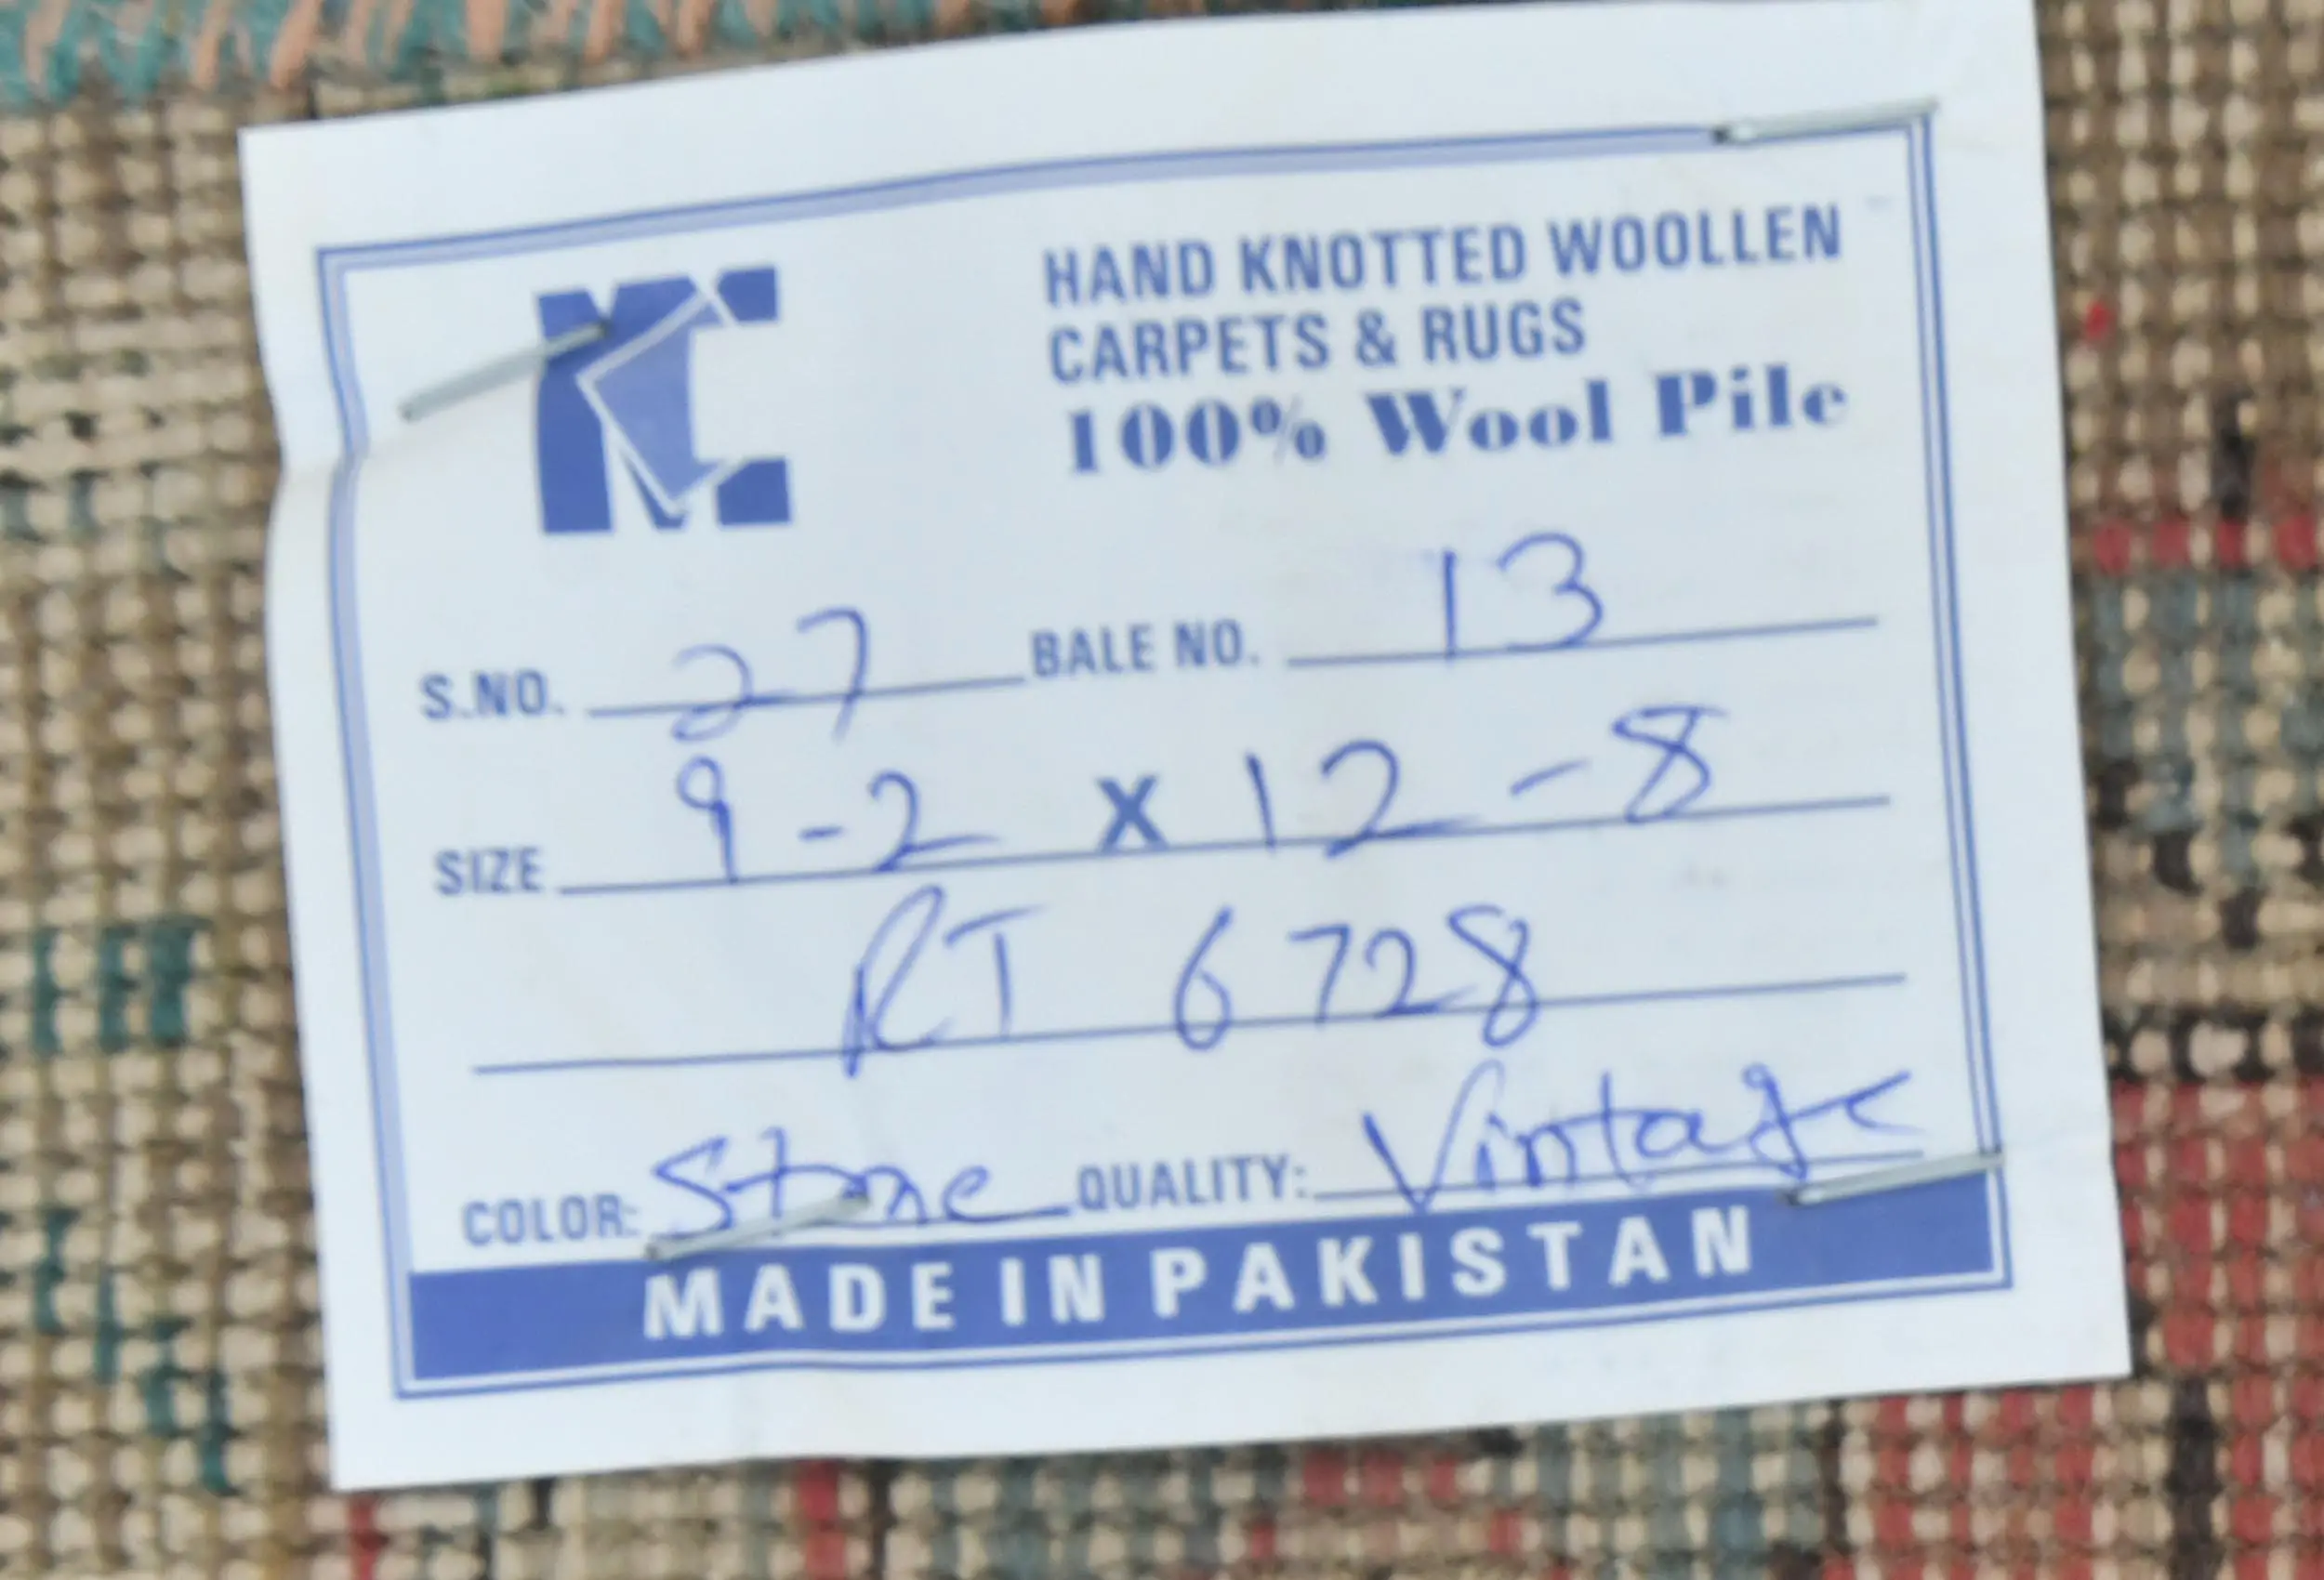 KC
HAND KNOTTED WOOLLEN
CARPETS & RUGS
100% Wool Pile
S.NO. 27 BALE NO. 13
SIZE 9-2 X 12-8
RT 6728
COLOR: Stone QUALITY: Vintage
MADE IN PAKISTAN